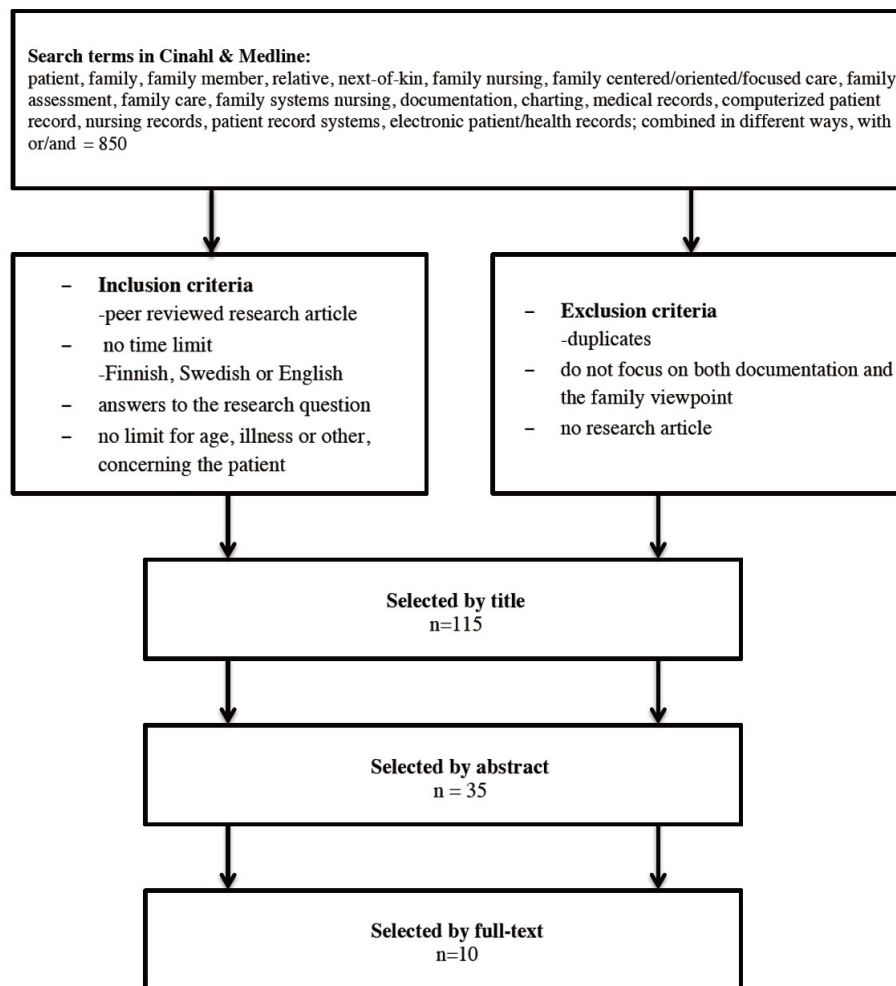 Search terms in Cinahl & Medline:
patient, family, family member, relative, next-of-kin, family nursing, family centered/oriented/focused care, family
assessment, family care, family systems nursing, documentation, charting, medical records, computerized patient
record, nursing records, patient record systems, electronic patient/health records; combined in different ways, with
or/and = 850
– Inclusion criteria
-peer reviewed research article
– no time limit
-Finnish, Swedish or English
– answers to the research question
– no limit for age, illness or other,
concerning the patient
– Exclusion criteria
-duplicates
– do not focus on both documentation and
the family viewpoint
– no research article
Selected by title
n=115
Selected by abstract
n = 35
Selected by full-text
n=10